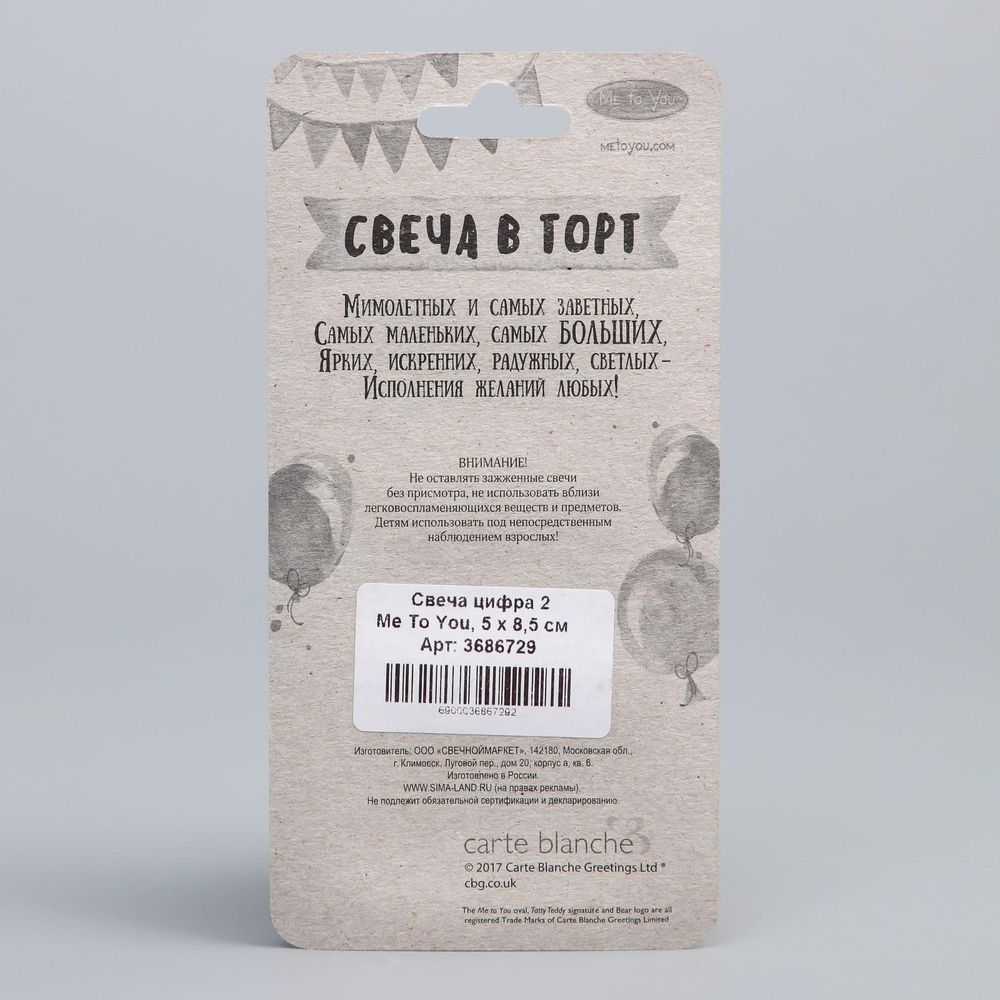 Me to You
metoyou.com
СВЕЧА В ТОРТ
Мимолетных и самых заветных,
Самых маленьких, самых БОЛЬШИХ,
Ярких, искренних, радужных, светлых –
Исполнения желаний любых!
ВНИМАНИЕ!
Не оставлять зажженные свечи
без присмотра, не использовать вблизи
легковоспламеняющихся веществ и предметов.
Детям использовать под непосредственным
наблюдением взрослых!
Свеча цифра 2
Me To You, 5 х 8,5 см
Арт: 3686729
6900036867292
Изготовитель: ООО «СВЕЧНОЙМАРКЕТ», 142180, Московская обл.,
г. Климовск, Луговой пер., дом 20, корпус а, кв. 6.
Изготовлено в России.
WWW.SIMA-LAND.RU (на правах рекламы).
Не подлежит обязательной сертификации и декларированию.
carte blanche
© 2017 Carte Blanche Greetings Ltd ®
cbg.co.uk
The Me to You oval, Tatty Teddy signature and Bear logo are all
registered Trade Marks of Carte Blanche Greetings Limited